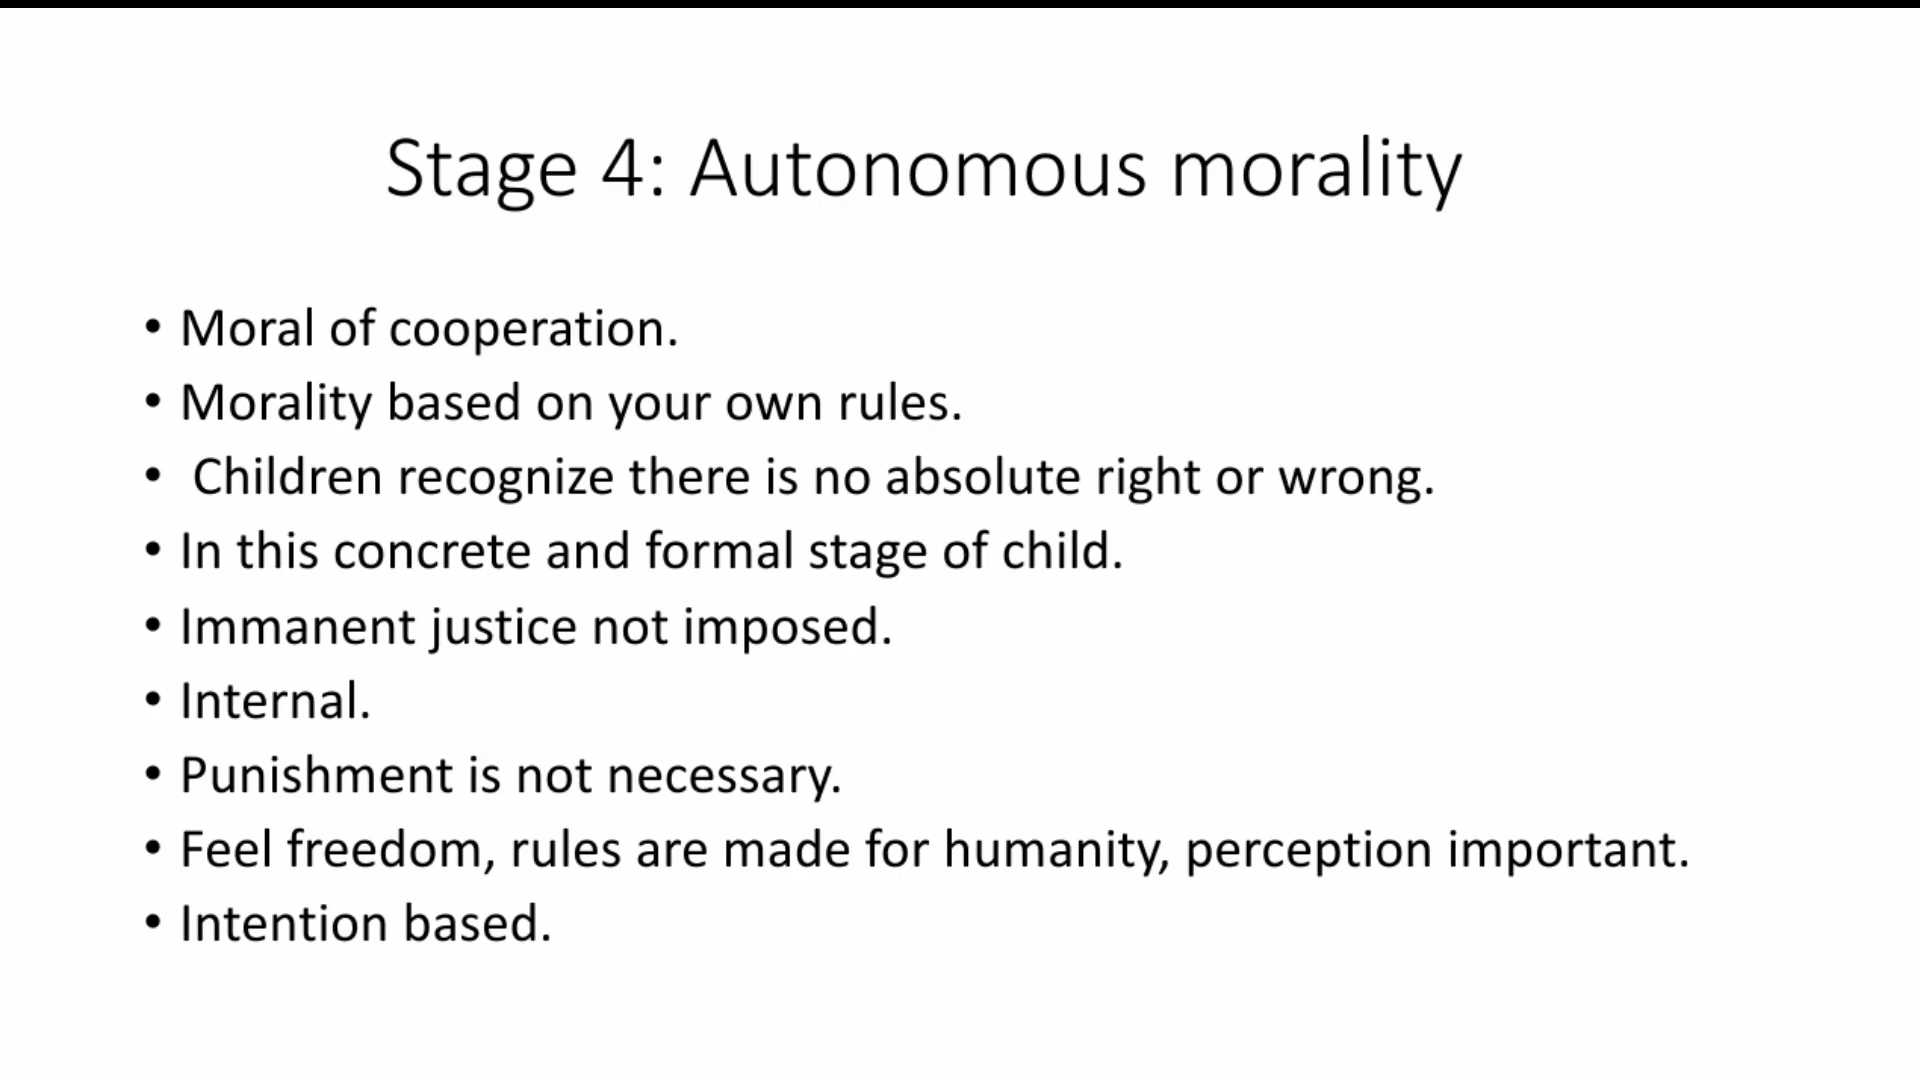 Stage 4: Autonomous morality
• Moral of cooperation.
• Morality based on your own rules.
• Children recognize there is no absolute right or wrong.
• In this concrete and formal stage of child.
• Immanent justice not imposed.
• Internal.
• Punishment is not necessary.
• Feel freedom, rules are made for humanity, perception important.
• Intention based.